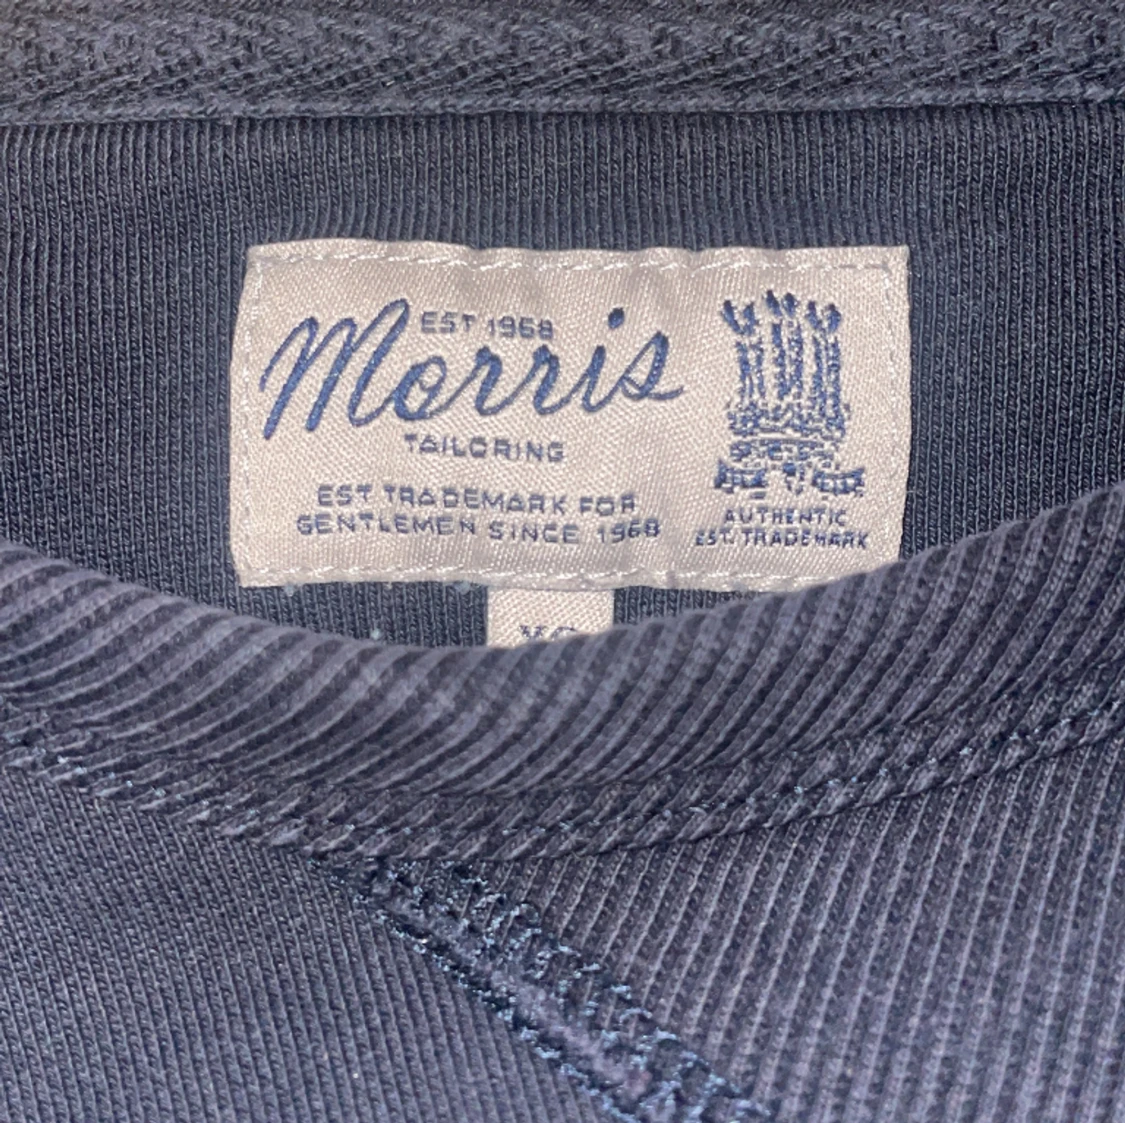 EST 1968
Morris
TAILORING
EST TRADEMARK FOR
GENTLEMEN SINCE 1968
AUTHENTIC
EST. TRADEMARK